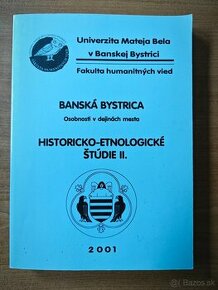 Univerzita Mateja Bela
v Banskej Bystrici
Fakulta humanitných vied
BANSKÁ BYSTRICA
Osobnosti v dejinách mesta
HISTORICKO-ETNOLOGICKÉ
ŠTÚDIE II.
2001
bazos.sk